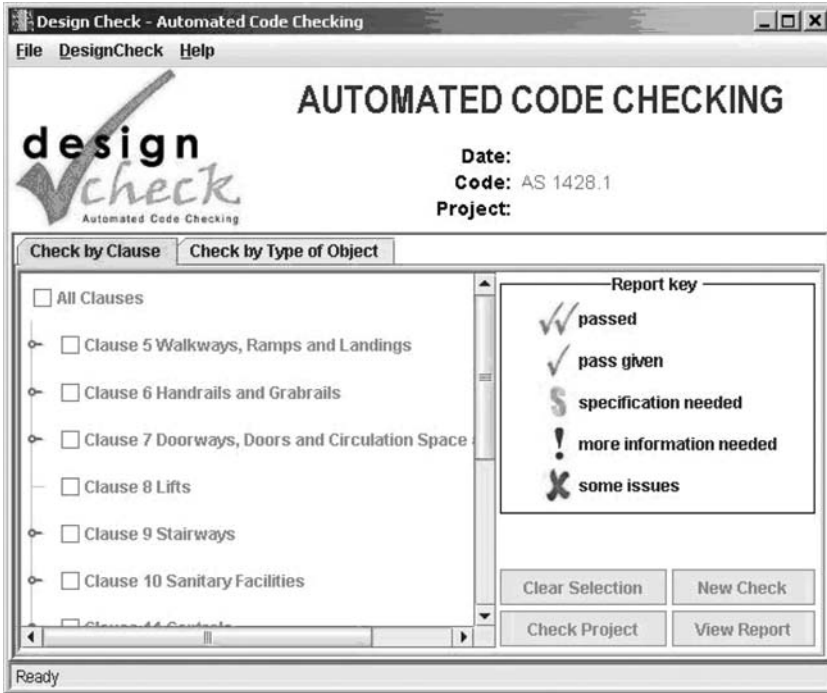 Design Check - Automated Code Checking
File DesignCheck Help
design
check
Automated Code Checking
AUTOMATED CODE CHECKING
Date:
Code: AS 1428.1
Project:
Check by Clause Check by Type of Object
All Clauses
Clause 5 Walkways, Ramps and Landings
Clause 6 Handrails and Grabrails
Clause 7 Doorways, Doors and Circulation Space
Clause 8 Lifts
Clause 9 Stairways
Clause 10 Sanitary Facilities
Clause
Report key
passed
pass given
S specification needed
! more information needed
some issues
Clear Selection New Check
Check Project View Report
Ready